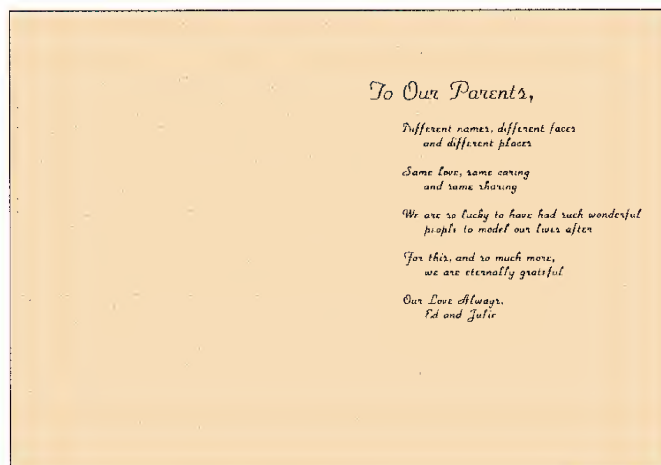 To Our Parents,
Different names, different faces
and different places
Same love, same caring
and same sharing
We are so lucky to have had such wonderful
people to model our lives after
For this, and so much more,
we are eternally grateful
Our Love Always,
Ed and Julie